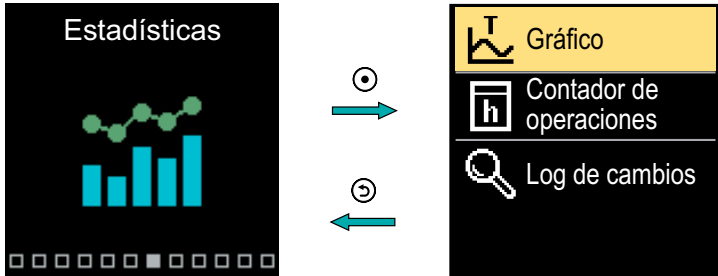 Estadísticas
T
Gráfico
h
Contador de
operaciones
Log de cambios